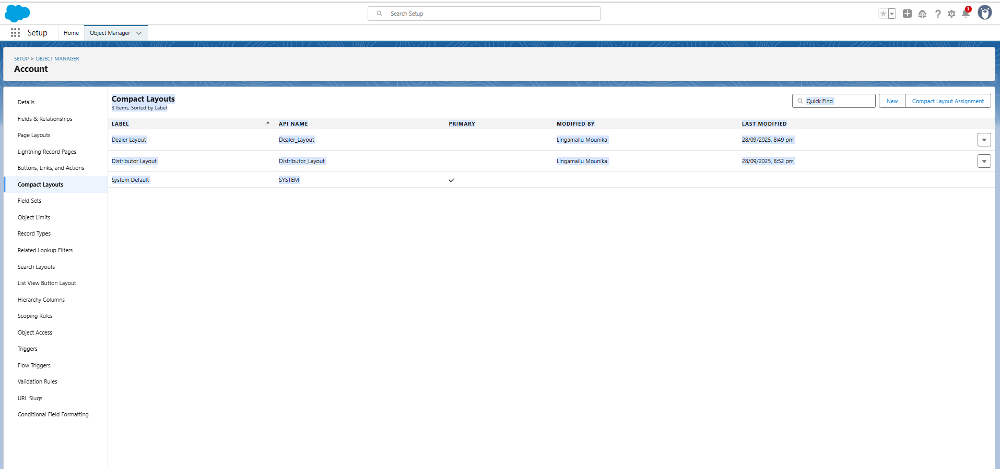 Search Setup
3
Setup
Home
Object Manager
SETUP > OBJECT MANAGER
Account
Details
Fields & Relationships
Page Layouts
Lightning Record Pages
Buttons, Links, and Actions
Compact Layouts
Field Sets
Object Limits
Record Types
Related Lookup Filters
Search Layouts
List View Button Layout
Hierarchy Columns
Scoping Rules
Object Access
Triggers
Flow Triggers
Validation Rules
URL Slugs
Conditional Field Formatting
Compact Layouts
3 Items, Sorted by Label
Quick Find
New
Compact Layout Assignment
LABEL API NAME PRIMARY MODIFIED BY LAST MODIFIED
Dealer Layout Dealer_Layout Lingamallu Mounika 28/09/2025, 8:49 pm
Distributor Layout Distributor_Layout Lingamallu Mounika 28/09/2025, 8:52 pm
System Default SYSTEM